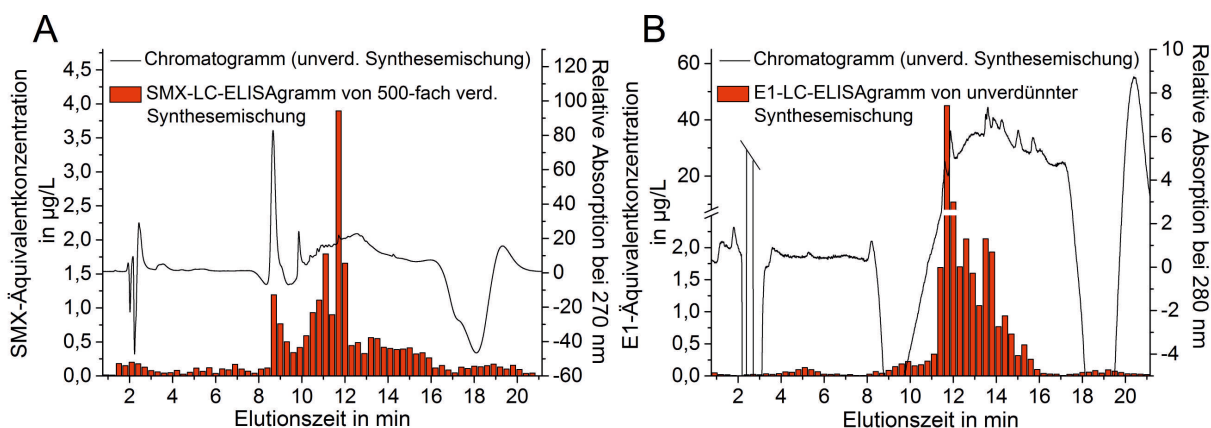 A
Chromatogramm (unverd. Synthesemischung)
SMX-LC-ELISAgramm von 500-fach verd.
Synthesemischung
SMX-Äquivalentkonzentration
in µg/L
4,5
4,0
3,5
3,0
2,5
2,0
1,5
1,0
0,5
0,0
120
100
80
60
40
20
0
-20
-40
-60
Relative Absorption bei 270 nm
2 4 6 8 10 12 14 16 18 20
Elutionszeit in min
B
Chromatogramm (unverd. Synthesemischung)
E1-LC-ELISAgramm von unverdünnter
Synthesemischung
E1-Äquivalentkonzentration
in µg/L
60
40
20
2,0
1,5
1,0
0,5
0,0
10
8
6
4
2
0
-2
-4
Relative Absorption bei 280 nm
2 4 6 8 10 12 14 16 18 20
Elutionszeit in min